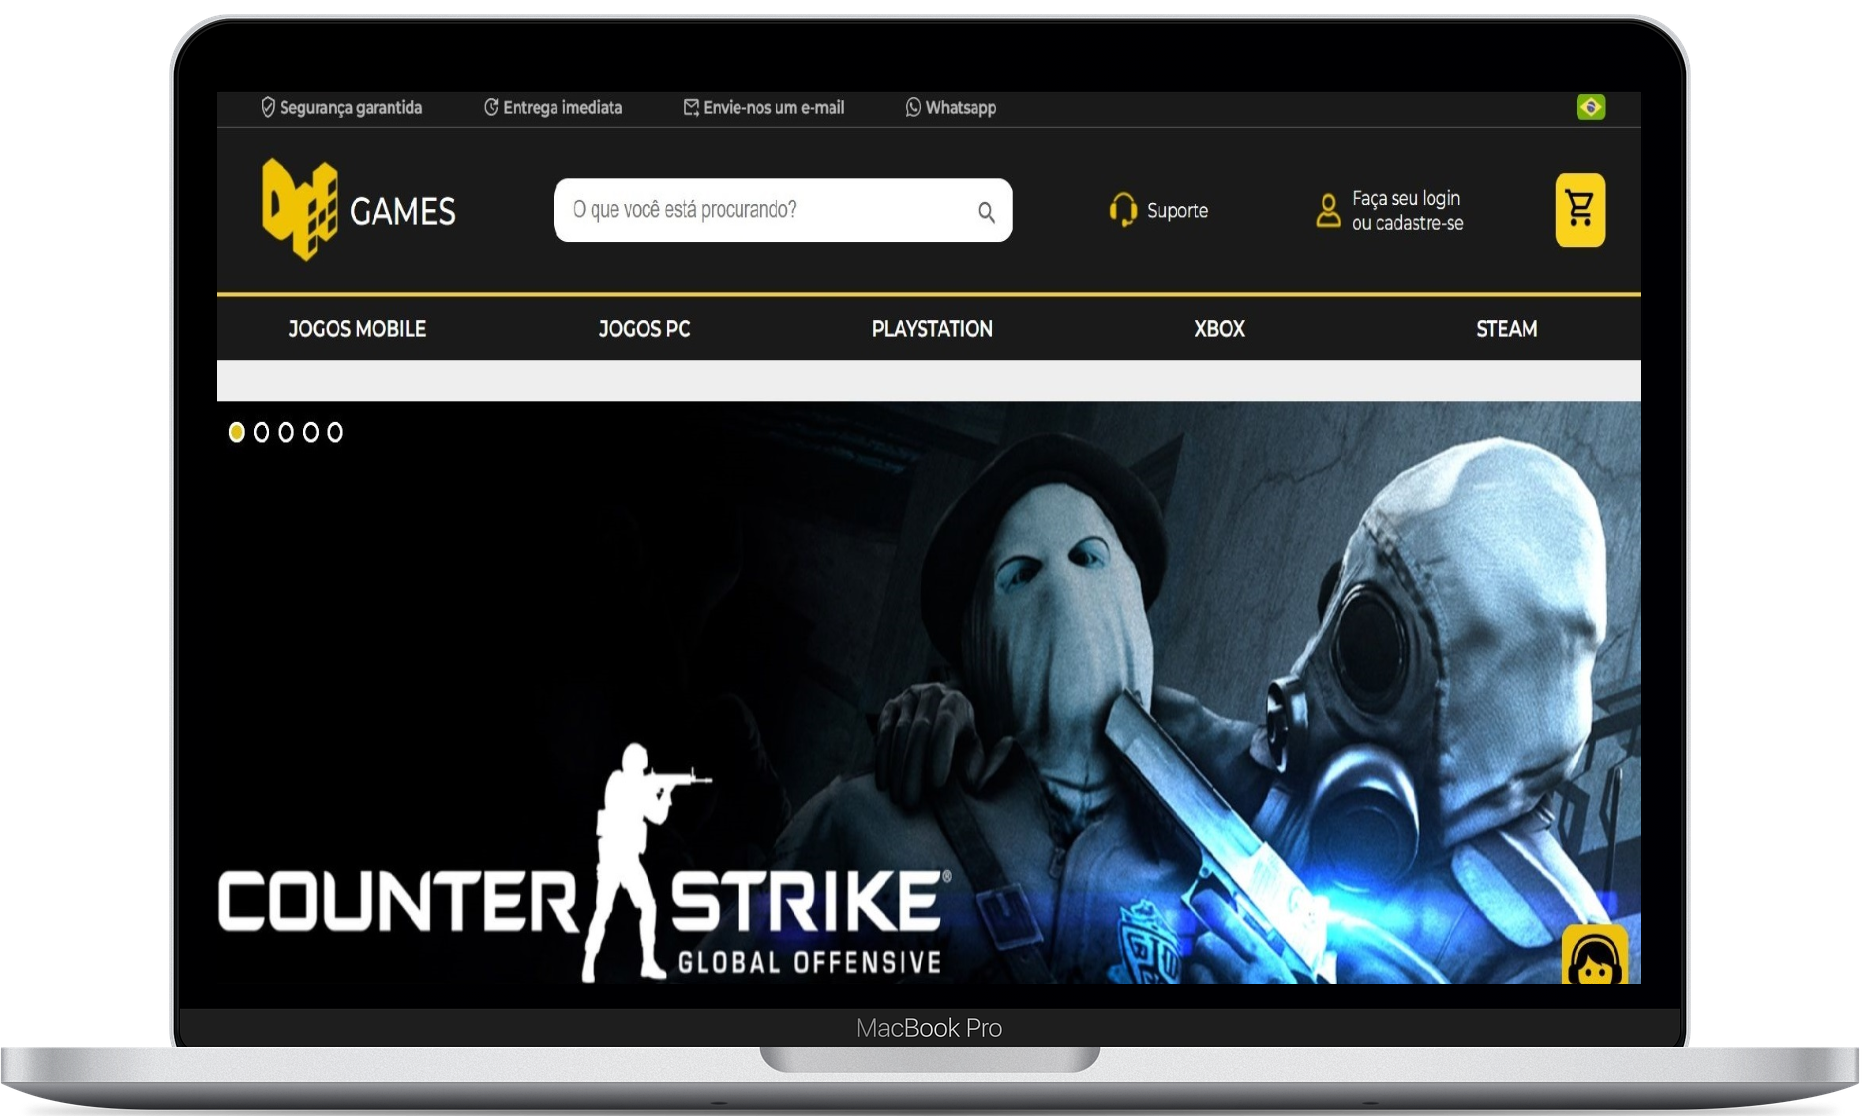 Segurança garantida
Entrega imediata
Envie-nos um e-mail
Whatsapp
GAMES
O que você está procurando?
Suporte
Faça seu login
ou cadastre-se
JOGOS MOBILE
JOGOS PC
PLAYSTATION
XBOX
STEAM
COUNTER STRIKE®
GLOBAL OFFENSIVE
MacBook Pro